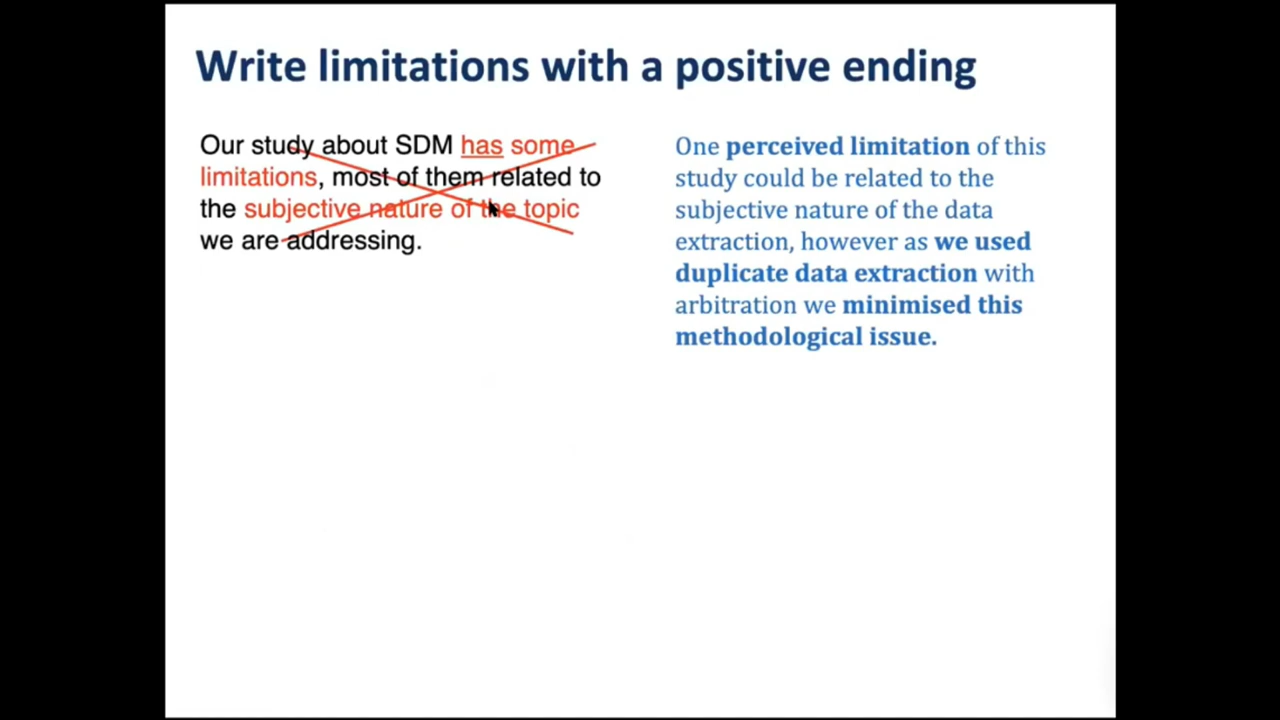 Write limitations with a positive ending
Our study about SDM has some
limitations, most of them related to
the subjective nature of the topic
we are addressing.
One perceived limitation of this
study could be related to the
subjective nature of the data
extraction, however as we used
duplicate data extraction with
arbitration we minimised this
methodological issue.